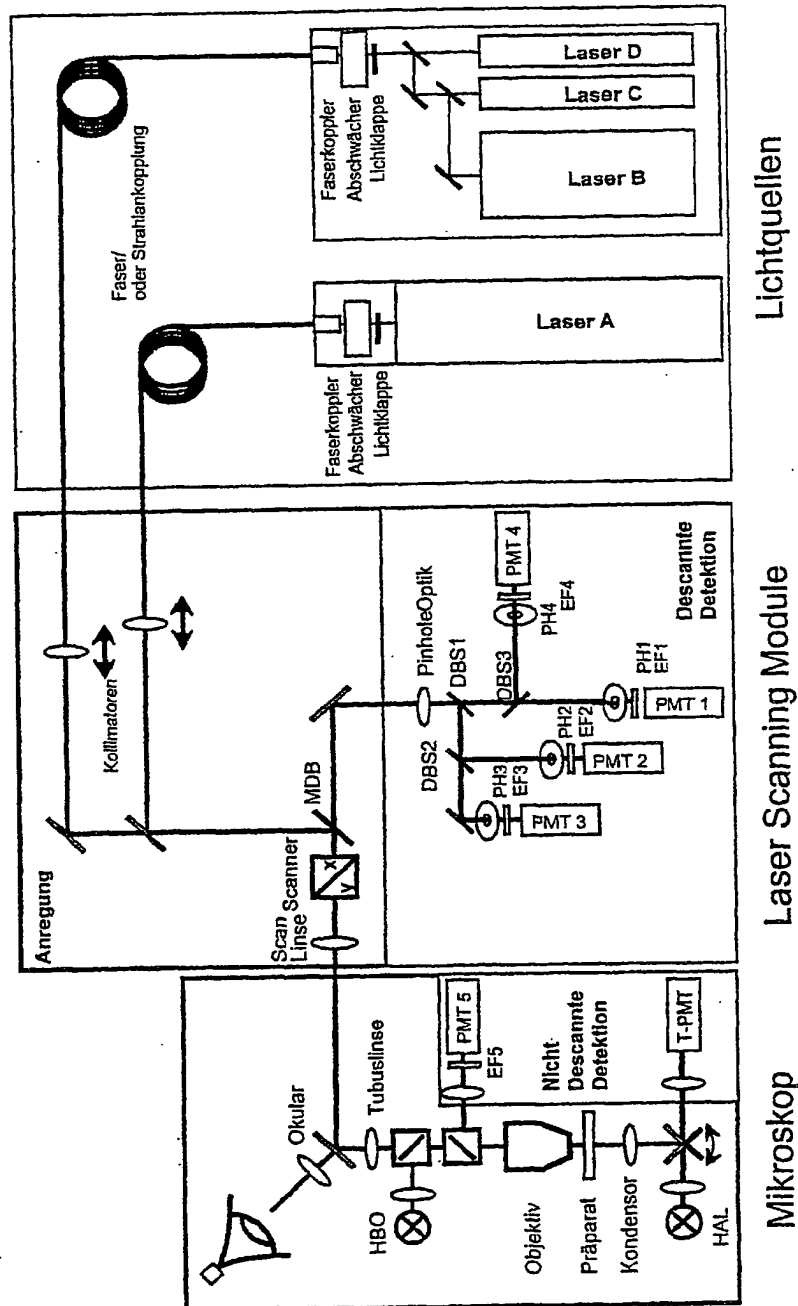 Lichtquellen
Laser D
Laser C
Laser B
Faserkoppler
Abschwächer
Lichtklappe
Faser/
oder Strahlankopplung
Laser A
Faserkoppler
Abschwächer
Lichtklappe
Laser Scanning Module
Anregung
Kollimatoren
MDB
Scanner
x
y
Scan
Linse
PinholeOptik
DBS1
DBS2
DBS3
PH4
EF4
PMT 4
PH1
EF1
PMT 1
PH2
EF2
PMT 2
PH3
EF3
PMT 3
Descannte
Detektion
Mikroskop
Okular
Tubuslinse
HBO
EF5
PMT 5
Nicht-
Descannte
Detektion
Objektiv
Präparat
Kondensor
HAL
T-PMT